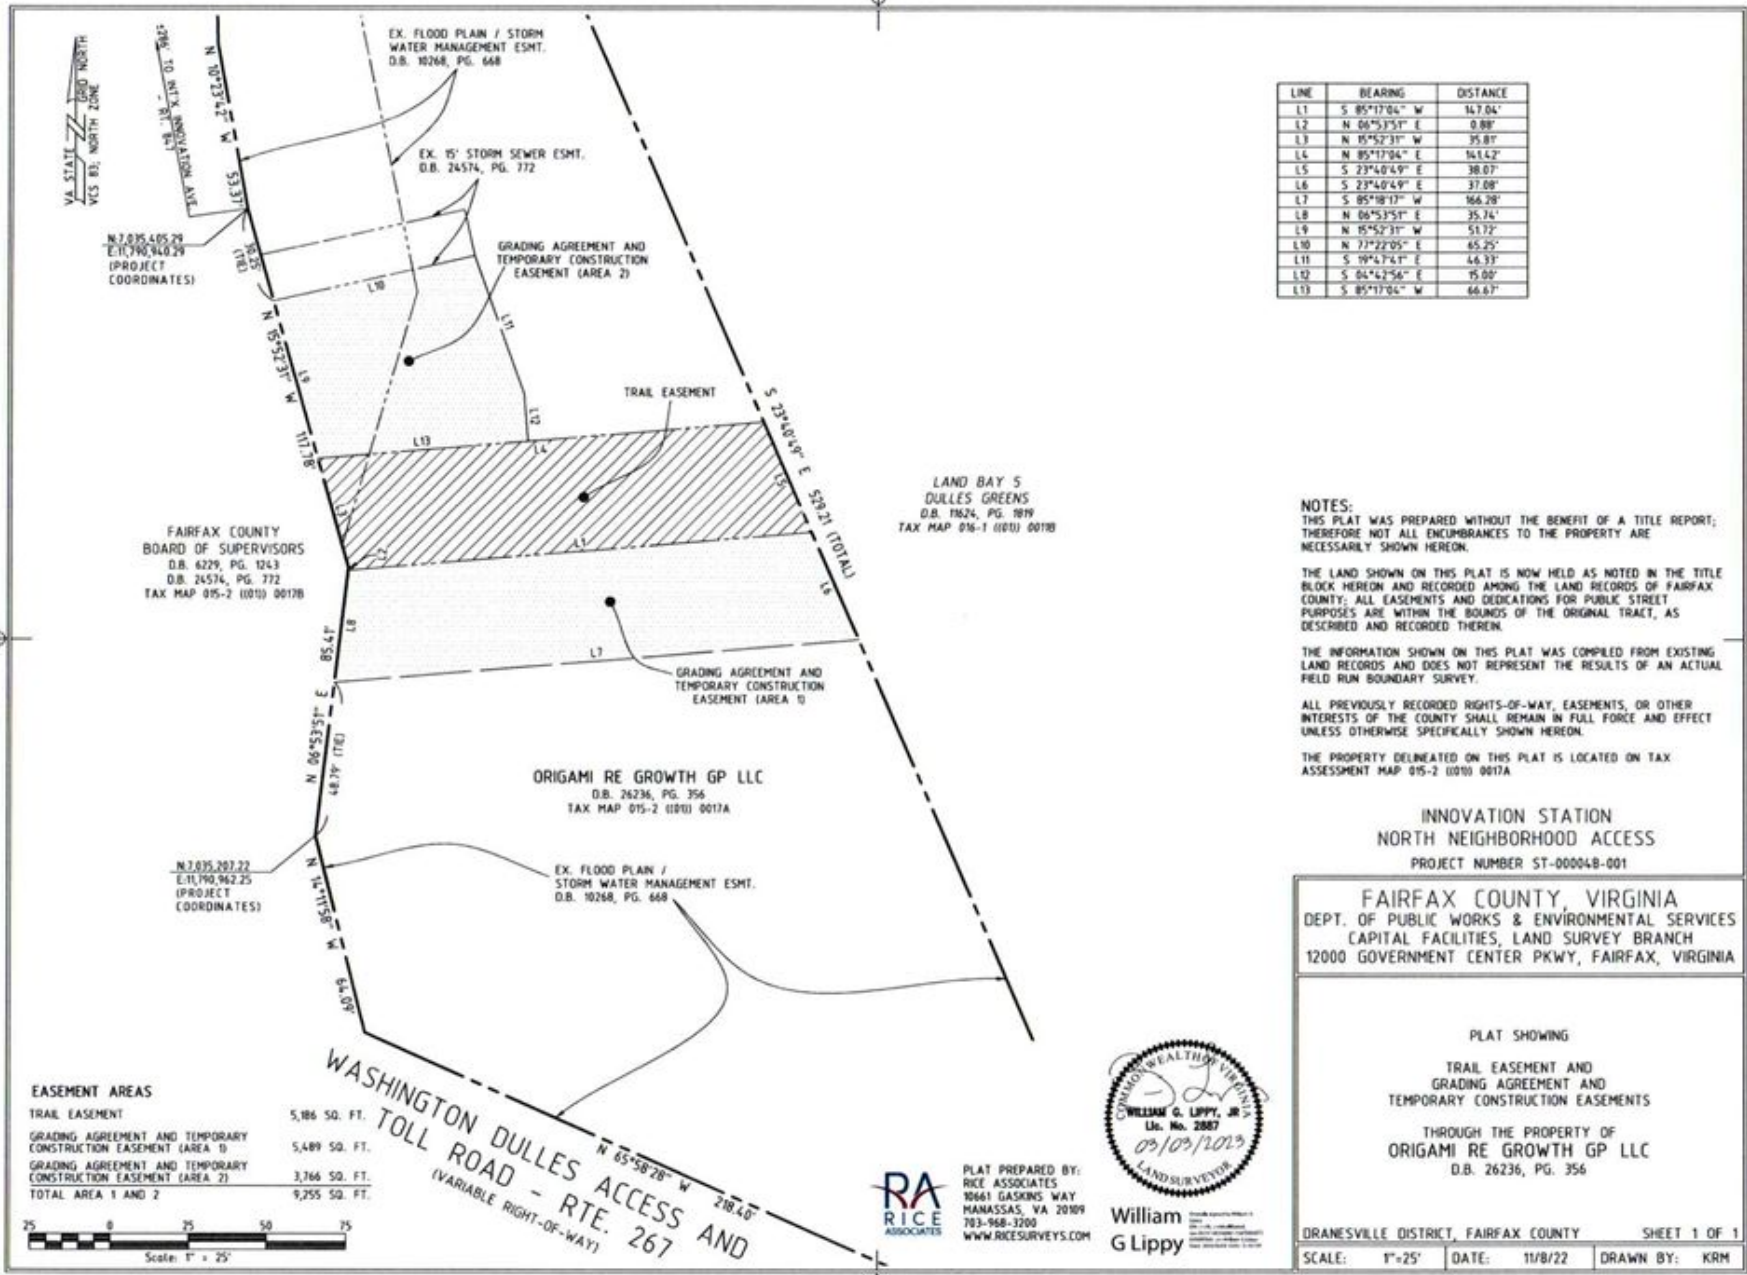 VA STATE GRID NORTH
VCS 83; NORTH ZONE
±286' TO INT'X INNOVATION AVE
- RT. 847
N 10°23'42" W 53.37'
EX. FLOOD PLAIN / STORM
WATER MANAGEMENT ESMT.
D.B. 10268, PG. 668
EX. 15' STORM SEWER ESMT.
D.B. 24574, PG. 772
N:7,035,405.29
E:11,790,940.29
(PROJECT
COORDINATES)
30.25'
(TIE)
GRADING AGREEMENT AND
TEMPORARY CONSTRUCTION
EASEMENT (AREA 2)
L10
L11
L9
N 15°52'31" W 117.78'
TRAIL EASEMENT
L12
L13
L4
L3
L5
L2
L1
S 23°40'49" E 529.21 (TOTAL)
L6
LAND BAY 5
DULLES GREENS
D.B. 11624, PG. 1819
TAX MAP 016-1 ((01)) 0011B
FAIRFAX COUNTY
BOARD OF SUPERVISORS
D.B. 6229, PG. 1243
D.B. 24574, PG. 772
TAX MAP 015-2 ((01)) 0017B
L8
L7
N 06°53'51" E 85.41'
48.79' (TIE)
GRADING AGREEMENT AND
TEMPORARY CONSTRUCTION
EASEMENT (AREA 1)
ORIGAMI RE GROWTH GP LLC
D.B. 26236, PG. 356
TAX MAP 015-2 ((01)) 0017A
N:7,035,207.22
E:11,790,962.25
(PROJECT
COORDINATES)
N 14°11'58" W 64.09'
EX. FLOOD PLAIN /
STORM WATER MANAGEMENT ESMT.
D.B. 10268, PG. 668
WASHINGTON DULLES ACCESS AND
TOLL ROAD - RTE. 267
(VARIABLE RIGHT-OF-WAY)
N 65°58'28" W 218.40'
LINE BEARING DISTANCE
L1 S 85°17'04" W 147.04'
L2 N 06°53'51" E 0.88'
L3 N 15°52'31" W 35.81'
L4 N 85°17'04" E 141.42'
L5 S 23°40'49" E 38.07'
L6 S 23°40'49" E 37.08'
L7 S 85°18'17" W 166.28'
L8 N 06°53'51" E 35.74'
L9 N 15°52'31" W 51.72'
L10 N 77°22'05" E 65.25'
L11 S 19°47'41" E 46.33'
L12 S 04°42'56" E 15.00'
L13 S 85°17'04" W 66.67'
NOTES:
THIS PLAT WAS PREPARED WITHOUT THE BENEFIT OF A TITLE REPORT;
THEREFORE NOT ALL ENCUMBRANCES TO THE PROPERTY ARE
NECESSARILY SHOWN HEREON.
THE LAND SHOWN ON THIS PLAT IS NOW HELD AS NOTED IN THE TITLE
BLOCK HEREON AND RECORDED AMONG THE LAND RECORDS OF FAIRFAX
COUNTY; ALL EASEMENTS AND DEDICATIONS FOR PUBLIC STREET
PURPOSES ARE WITHIN THE BOUNDS OF THE ORIGINAL TRACT, AS
DESCRIBED AND RECORDED THEREIN.
THE INFORMATION SHOWN ON THIS PLAT WAS COMPILED FROM EXISTING
LAND RECORDS AND DOES NOT REPRESENT THE RESULTS OF AN ACTUAL
FIELD RUN BOUNDARY SURVEY.
ALL PREVIOUSLY RECORDED RIGHTS-OF-WAY, EASEMENTS, OR OTHER
INTERESTS OF THE COUNTY SHALL REMAIN IN FULL FORCE AND EFFECT
UNLESS OTHERWISE SPECIFICALLY SHOWN HEREON.
THE PROPERTY DELINEATED ON THIS PLAT IS LOCATED ON TAX
ASSESSMENT MAP 015-2 ((01)) 0017A
INNOVATION STATION
NORTH NEIGHBORHOOD ACCESS
PROJECT NUMBER ST-000048-001
FAIRFAX COUNTY, VIRGINIA
DEPT. OF PUBLIC WORKS & ENVIRONMENTAL SERVICES
CAPITAL FACILITIES, LAND SURVEY BRANCH
12000 GOVERNMENT CENTER PKWY, FAIRFAX, VIRGINIA
PLAT SHOWING
TRAIL EASEMENT AND
GRADING AGREEMENT AND
TEMPORARY CONSTRUCTION EASEMENTS
THROUGH THE PROPERTY OF
ORIGAMI RE GROWTH GP LLC
D.B. 26236, PG. 356
DRANESVILLE DISTRICT, FAIRFAX COUNTY SHEET 1 OF 1
SCALE: 1"=25' DATE: 11/8/22 DRAWN BY: KRM
EASEMENT AREAS
TRAIL EASEMENT 5,186 SQ. FT.
GRADING AGREEMENT AND TEMPORARY
CONSTRUCTION EASEMENT (AREA 1) 5,489 SQ. FT.
GRADING AGREEMENT AND TEMPORARY
CONSTRUCTION EASEMENT (AREA 2) 3,766 SQ. FT.
TOTAL AREA 1 AND 2 9,255 SQ. FT.
25 0 25 50 75
Scale: 1" = 25'
RA
RICE
ASSOCIATES
PLAT PREPARED BY:
RICE ASSOCIATES
10661 GASKINS WAY
MANASSAS, VA 20109
703-968-3200
WWW.RICESURVEYS.COM
COMMONWEALTH OF VIRGINIA
WILLIAM G. LIPPY, JR
Lic. No. 2887
03/03/2023
LAND SURVEYOR
William
G Lippy